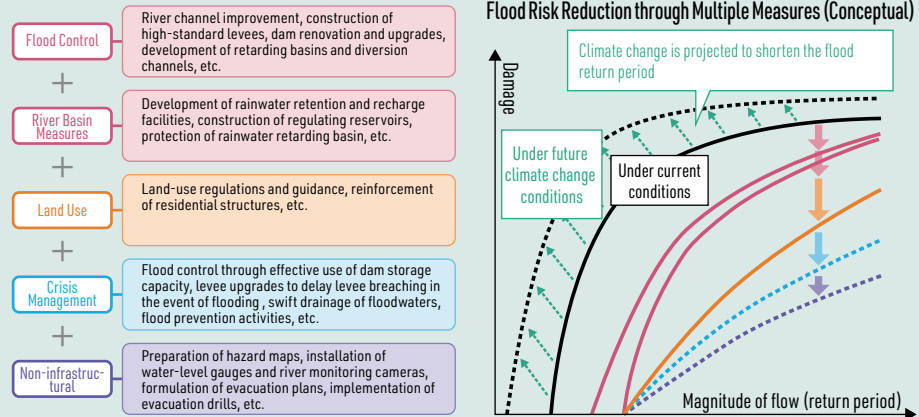 Flood Control
River channel improvement, construction of
high-standard levees, dam renovation and upgrades,
development of retarding basins and diversion
channels, etc.
+
River Basin
Measures
Development of rainwater retention and recharge
facilities, construction of regulating reservoirs,
protection of rainwater retarding basin, etc.
+
Land Use
Land-use regulations and guidance, reinforcement
of residential structures, etc.
+
Crisis
Management
Flood control through effective use of dam storage
capacity, levee upgrades to delay levee breaching in
the event of flooding , swift drainage of floodwaters,
flood prevention activities, etc.
+
Non-infrastruc-
tural
Preparation of hazard maps, installation of
water-level gauges and river monitoring cameras,
formulation of evacuation plans, implementation of
evacuation drills, etc.
Flood Risk Reduction through Multiple Measures (Conceptual)
Damage
Climate change is projected to shorten the flood
return period
Under future
climate change
conditions
Under current
conditions
Magnitude of flow (return period)